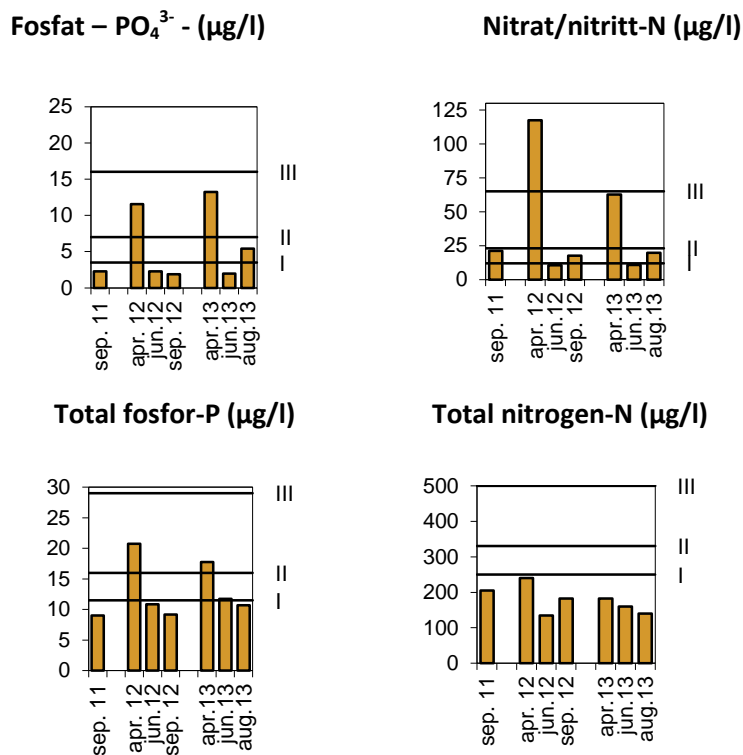 Fosfat – PO₄³⁻ - (µg/l)
25
20
15
10
5
0
III
II
I
sep. 11
apr. 12
jun. 12
sep. 12
apr. 13
jun. 13
aug. 13
Nitrat/nitritt-N (µg/l)
125
100
75
50
25
0
III
II
I
sep. 11
apr. 12
jun. 12
sep. 12
apr. 13
jun. 13
aug. 13
Total fosfor-P (µg/l)
30
25
20
15
10
5
0
III
II
I
sep. 11
apr. 12
jun. 12
sep. 12
apr. 13
jun. 13
aug. 13
Total nitrogen-N (µg/l)
500
400
300
200
100
0
III
II
I
sep. 11
apr. 12
jun. 12
sep. 12
apr. 13
jun. 13
aug. 13